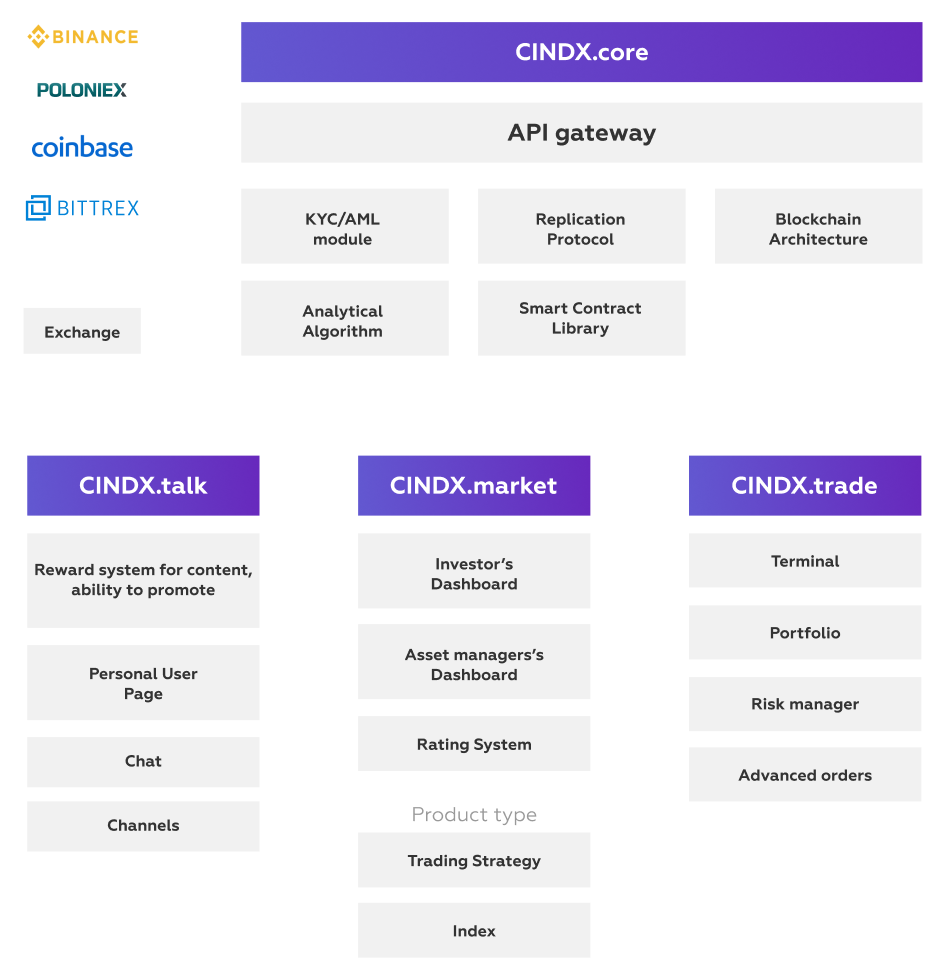 BINANCE
POLONIEX
coinbase
BITTREX
Exchange
CINDX.core
API gateway
KYC/AML
module
Replication
Protocol
Blockchain
Architecture
Analytical
Algorithm
Smart Contract
Library
CINDX.talk
Reward system for content,
ability to promote
Personal User
Page
Chat
Channels
CINDX.market
Investor’s
Dashboard
Asset managers’s
Dashboard
Rating System
Product type
Trading Strategy
Index
CINDX.trade
Terminal
Portfolio
Risk manager
Advanced orders